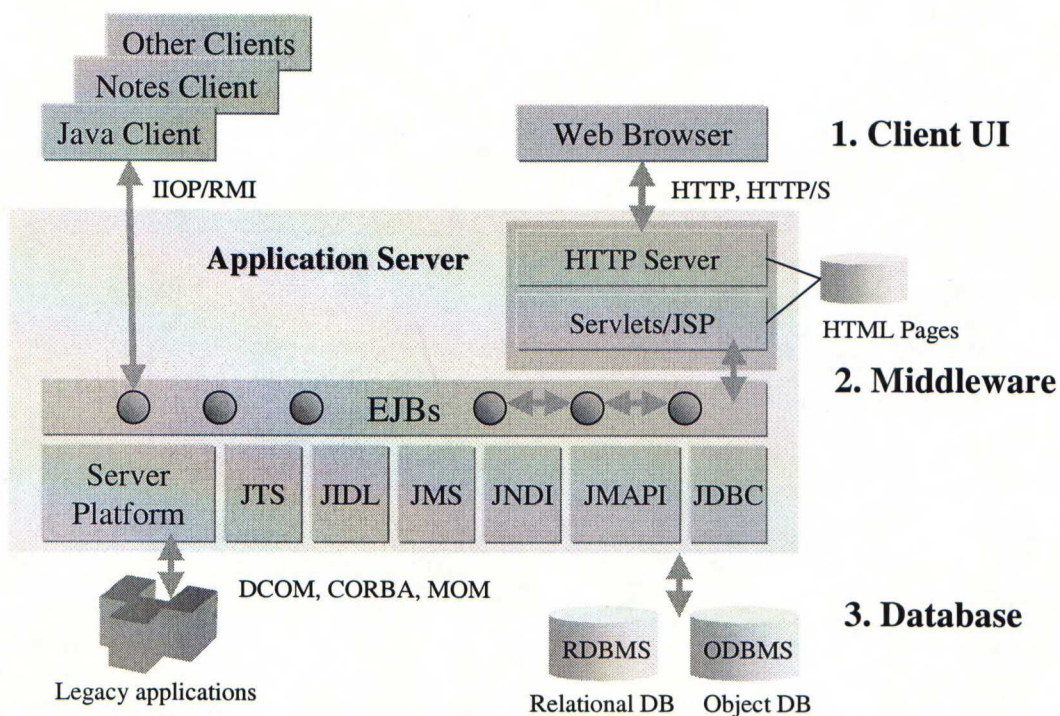 Other Clients
Notes Client
Java Client
Web Browser
1. Client UI
IIOP/RMI
HTTP, HTTP/S
Application Server
HTTP Server
Servlets/JSP
HTML Pages
2. Middleware
EJBs
Server
Platform
JTS
JIDL
JMS
JNDI
JMAPI
JDBC
DCOM, CORBA, MOM
3. Database
RDBMS
ODBMS
Legacy applications
Relational DB
Object DB